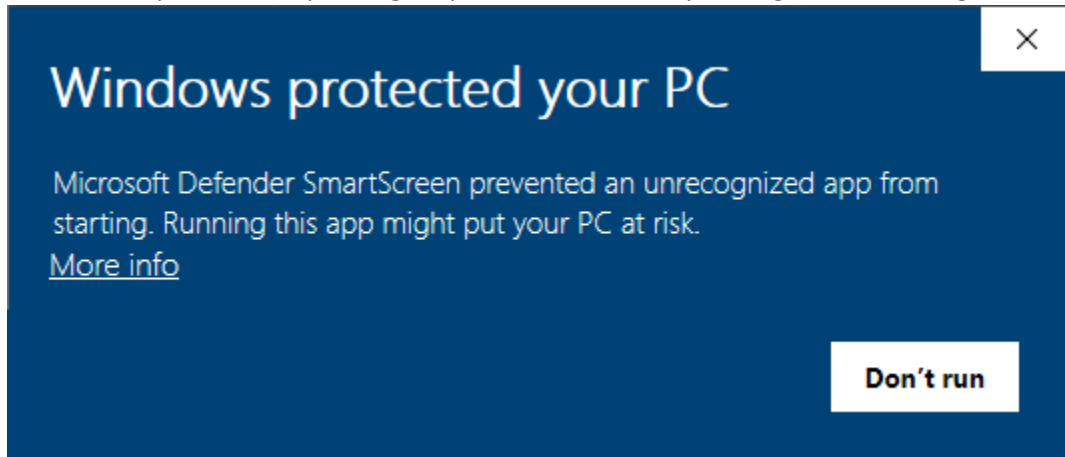 Windows protected your PC
Microsoft Defender SmartScreen prevented an unrecognized app from
starting. Running this app might put your PC at risk.
More info
Don't run